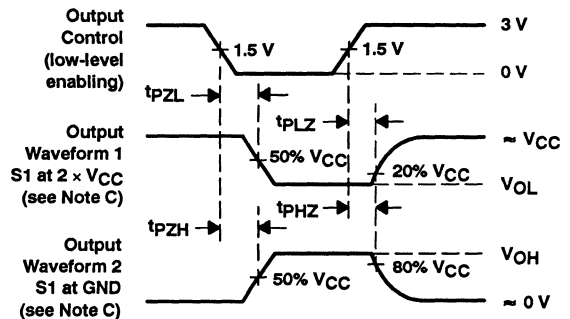 Output
Control
(low-level
enabling)
3 V
1.5 V
1.5 V
0 V
tPZL
tPLZ
Output
Waveform 1
S1 at 2 × VCC
(see Note C)
≈ VCC
50% VCC
20% VCC
VOL
tPZH
tPHZ
Output
Waveform 2
S1 at GND
(see Note C)
VOH
50% VCC
80% VCC
≈ 0 V